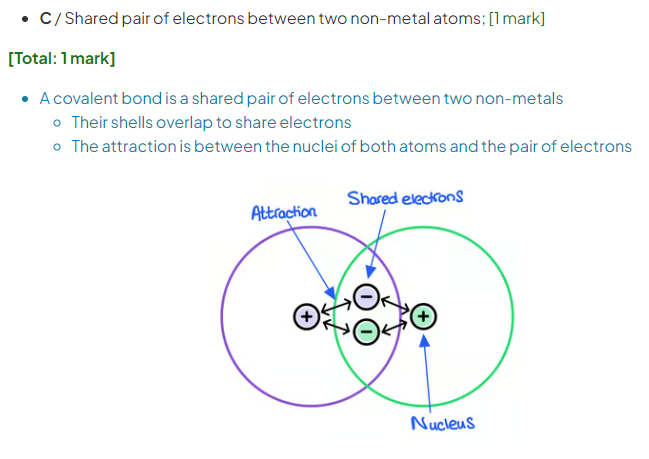 C / Shared pair of electrons between two non-metal atoms; [1 mark]
[Total: 1 mark]
A covalent bond is a shared pair of electrons between two non-metals
Their shells overlap to share electrons
The attraction is between the nuclei of both atoms and the pair of electrons
Shared electrons
Attraction
+ − +
−
Nucleus